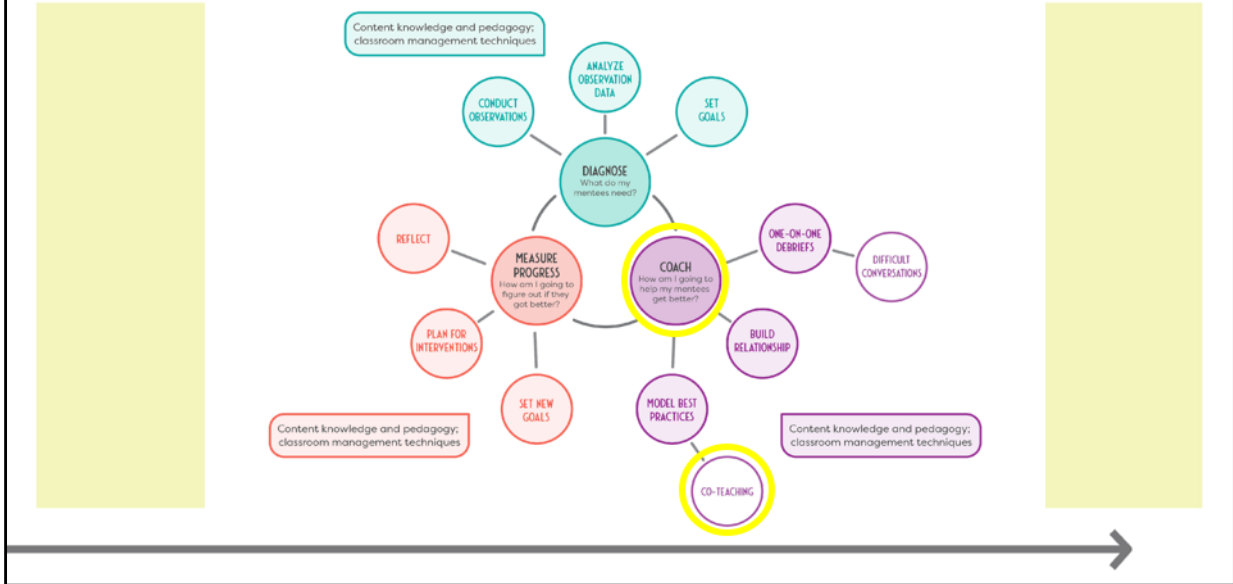 Content knowledge and pedagogy;
classroom management techniques
ANALYZE
OBSERVATION
DATA
CONDUCT
OBSERVATIONS
SET
GOALS
DIAGNOSE
What do my
mentees need?
REFLECT
MEASURE
PROGRESS
How am I going to
figure out if they
got better?
COACH
How am I going to
help my mentees
get better?
ONE-ON-ONE
DEBRIEFS
DIFFICULT
CONVERSATIONS
PLAN FOR
INTERVENTIONS
BUILD
RELATIONSHIP
SET NEW
GOALS
MODEL BEST
PRACTICES
Content knowledge and pedagogy;
classroom management techniques
Content knowledge and pedagogy;
classroom management techniques
CO-TEACHING